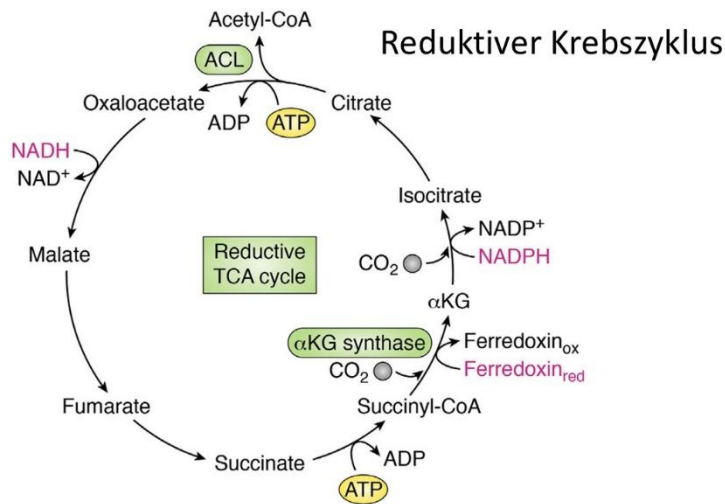 Reduktiver Krebszyklus
Acetyl-CoA
ACL
Oxaloacetate
ADP
ATP
Citrate
NADH
NAD⁺
Malate
Reductive
TCA cycle
Isocitrate
NADP⁺
CO₂
NADPH
αKG
αKG synthase
Ferredoxinₒₓ
CO₂
Ferredoxin_red
Fumarate
Succinyl-CoA
Succinate
ADP
ATP